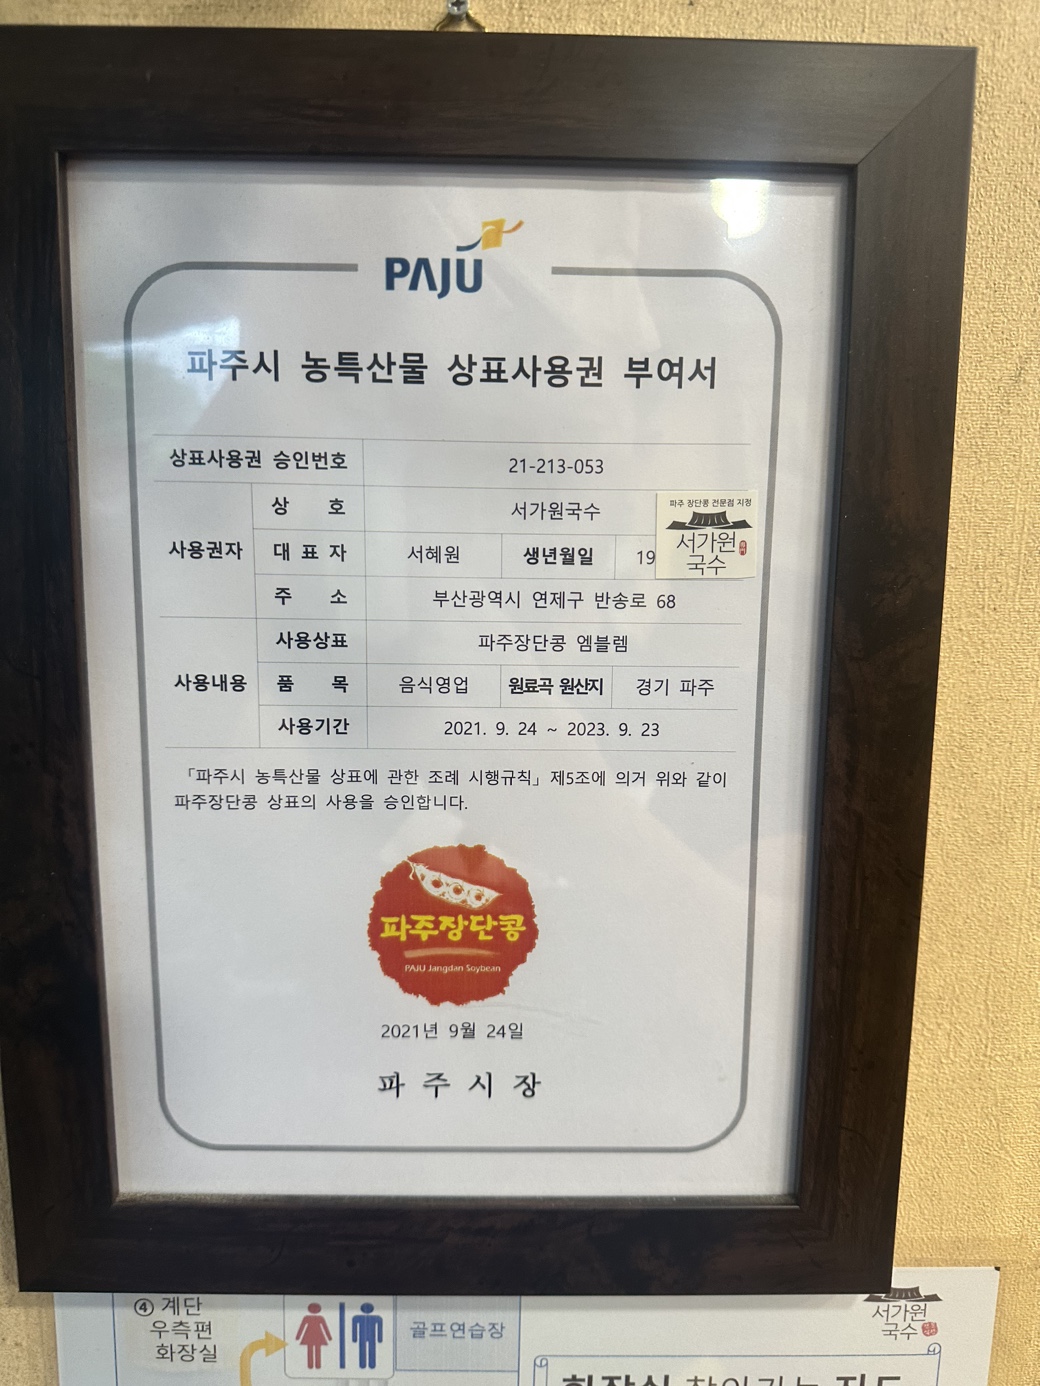 PAJU
파주시 농특산물 상표사용권 부여서
상표사용권 승인번호 21-213-053
사용권자
상 호 서가원국수
대 표 자 서혜원 생년월일 19
주 소 부산광역시 연제구 반송로 68
파주 장단콩 전문점 지정
서가원
국수
사용내용
사용상표 파주장단콩 엠블렘
품 목 음식영업 원료곡 원산지 경기 파주
사용기간 2021. 9. 24 ~ 2023. 9. 23
「파주시 농특산물 상표에 관한 조례 시행규칙」 제5조에 의거 위와 같이
파주장단콩 상표의 사용을 승인합니다.
파주장단콩
PAJU Jangdan Soybean
2021년 9월 24일
파 주 시 장
④ 계단
우측편
화장실
골프연습장
서가원
국수
화장실 찾아가는 지도